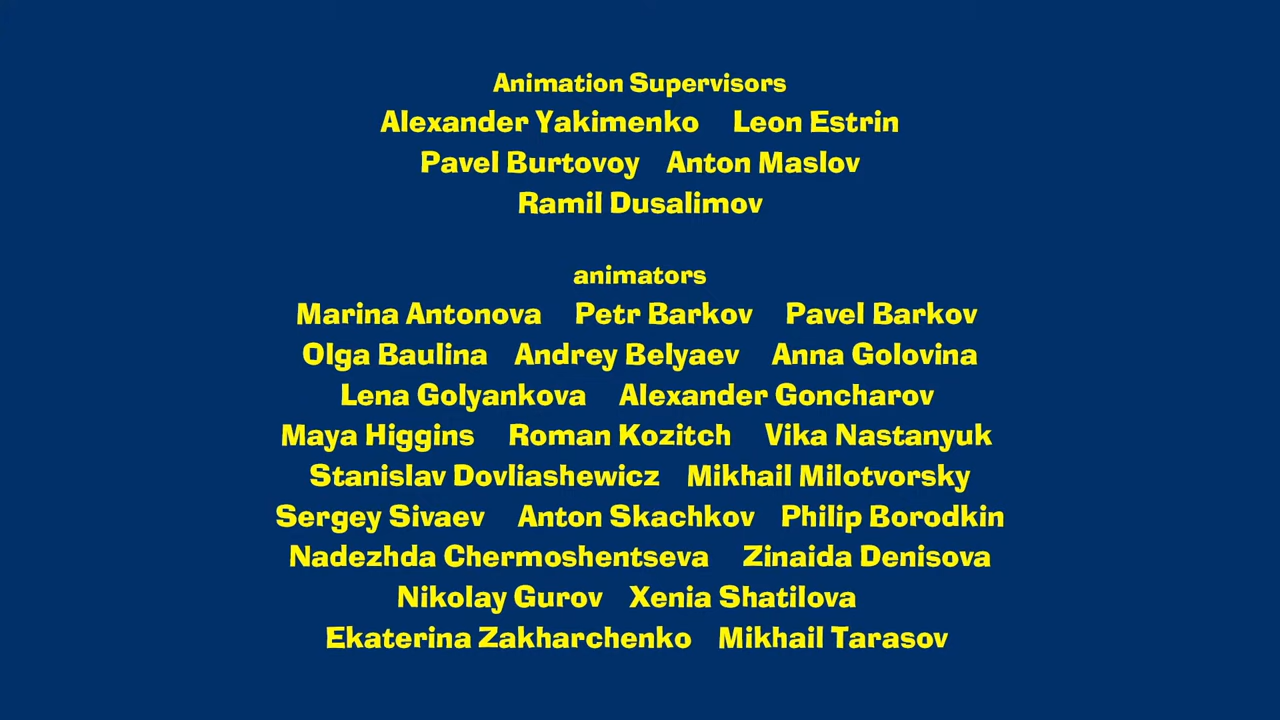 Animation Supervisors
Alexander Yakimenko Leon Estrin
Pavel Burtovoy Anton Maslov
Ramil Dusalimov
animators
Marina Antonova Petr Barkov Pavel Barkov
Olga Baulina Andrey Belyaev Anna Golovina
Lena Golyankova Alexander Goncharov
Maya Higgins Roman Kozitch Vika Nastanyuk
Stanislav Dovliashewicz Mikhail Milotvorsky
Sergey Sivaev Anton Skachkov Philip Borodkin
Nadezhda Chermoshentseva Zinaida Denisova
Nikolay Gurov Xenia Shatilova
Ekaterina Zakharchenko Mikhail Tarasov